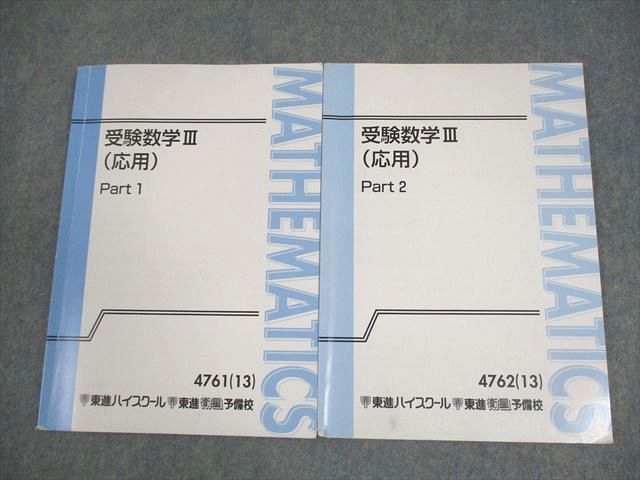 受験数学Ⅲ
(応用)
Part 1
MATHEMATICS
4761(13)
東進ハイスクール 東進衛星予備校
受験数学Ⅲ
(応用)
Part 2
MATHEMATICS
4762(13)
東進ハイスクール 東進衛星予備校